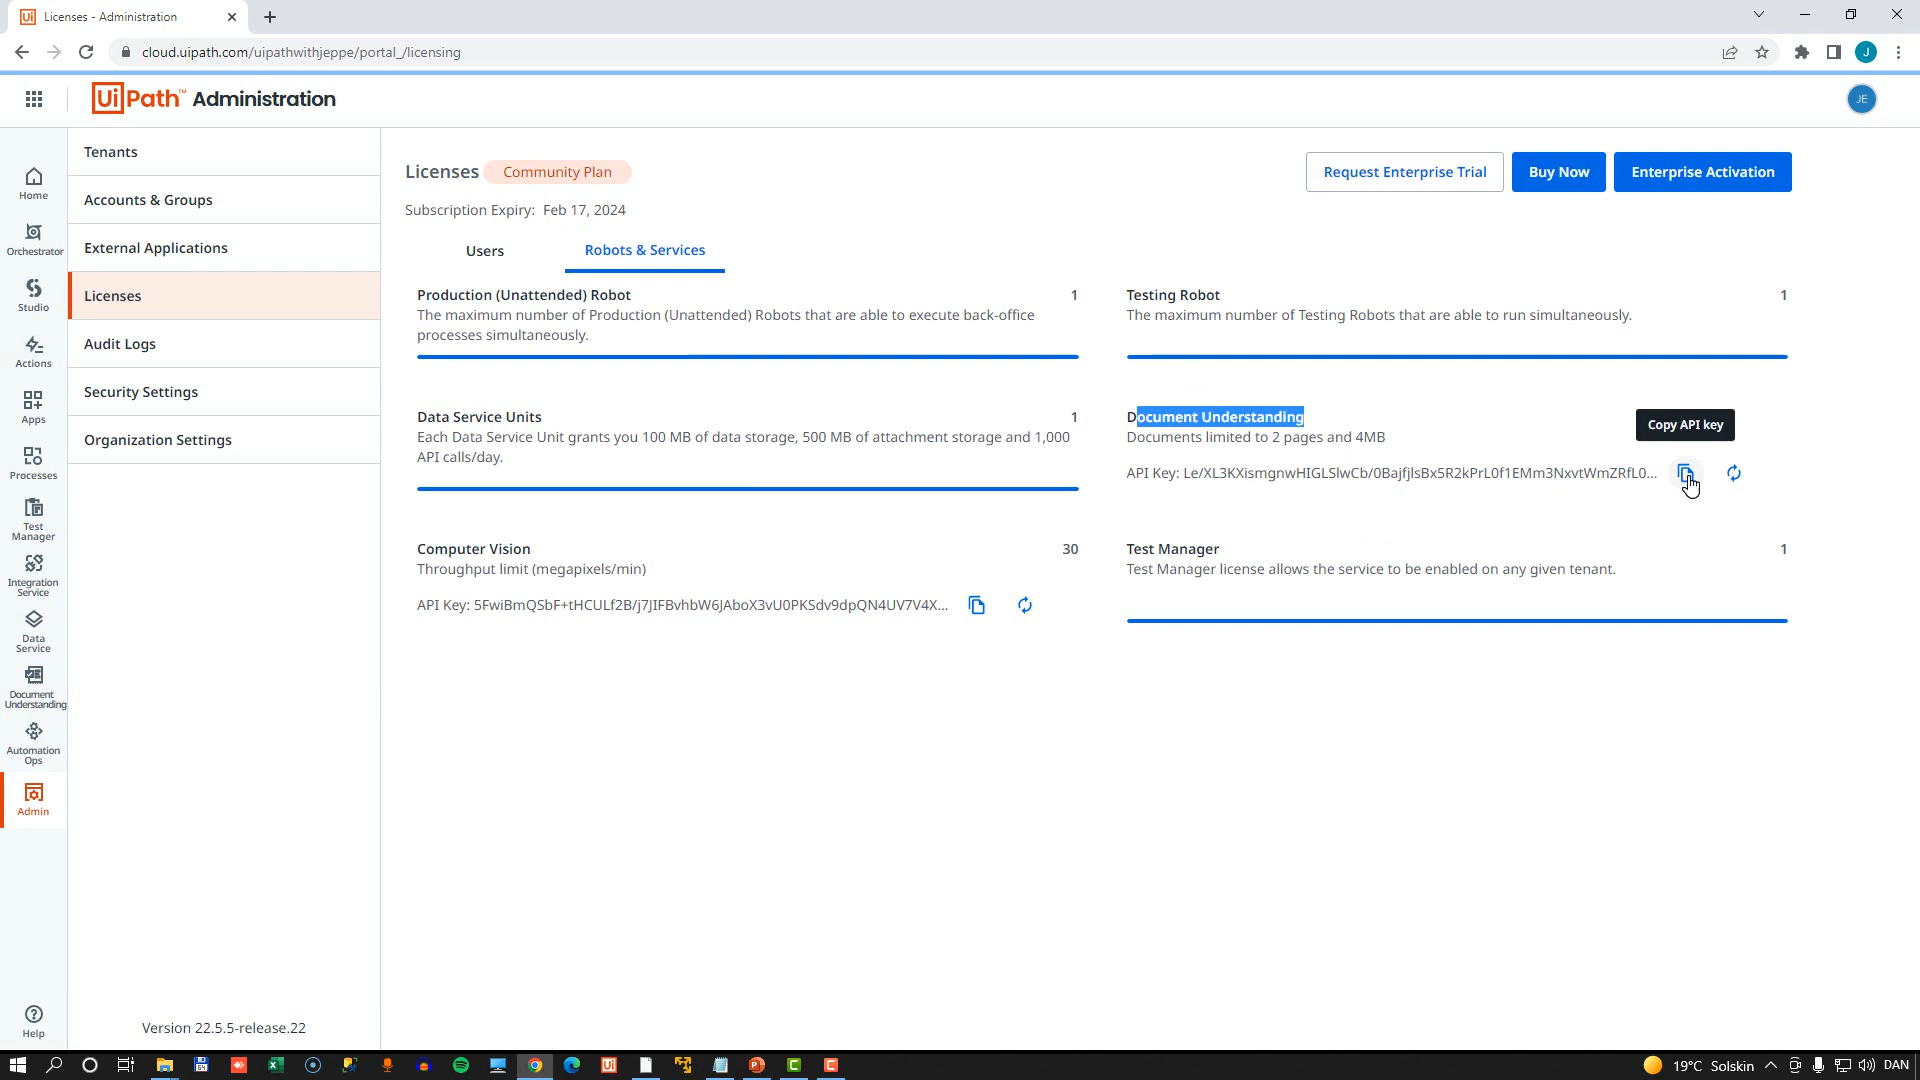 Licenses - Administration
cloud.uipath.com/uipathwithjeppe/portal_/licensing
J
UiPath™ Administration
JE
Home
Orchestrator
Studio
Actions
Apps
Processes
Test
Manager
Integration
Service
Data
Service
Document
Understanding
Automation
Ops
Admin
Help
Tenants
Accounts & Groups
External Applications
Licenses
Audit Logs
Security Settings
Organization Settings
Version 22.5.5-release.22
Licenses Community Plan
Request Enterprise Trial
Buy Now
Enterprise Activation
Subscription Expiry: Feb 17, 2024
Users
Robots & Services
Production (Unattended) Robot 1
The maximum number of Production (Unattended) Robots that are able to execute back-office
processes simultaneously.
Testing Robot 1
The maximum number of Testing Robots that are able to run simultaneously.
Data Service Units 1
Each Data Service Unit grants you 100 MB of data storage, 500 MB of attachment storage and 1,000
API calls/day.
Document Understanding
Documents limited to 2 pages and 4MB
Copy API key
API Key: Le/XL3KXismgnwHIGLSlwCb/0BajfjlsBx5R2kPrL0f1EMm3NxvtWmZRfL0...
Computer Vision 30
Throughput limit (megapixels/min)
API Key: 5FwiBmQSbF+tHCULf2B/j7JIFBvhbW6JAboX3vU0PKSdv9dpQN4UV7V4X...
Test Manager 1
Test Manager license allows the service to be enabled on any given tenant.
19°C Solskin
DAN